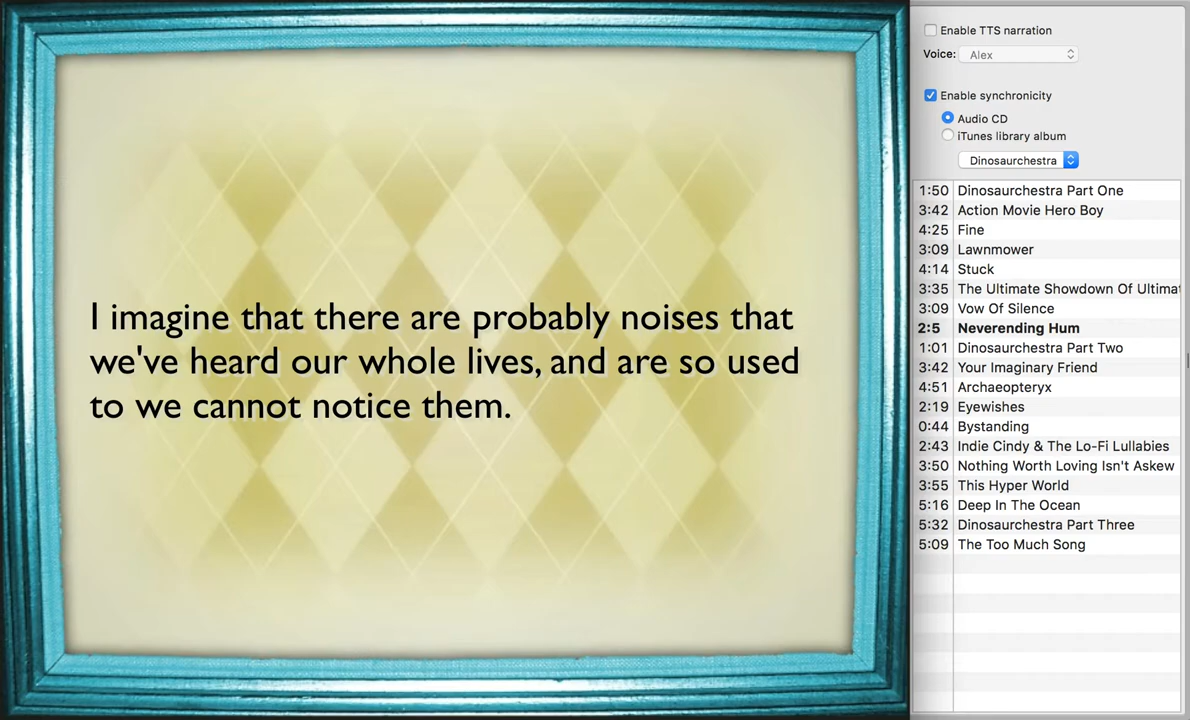 I imagine that there are probably noises that
we've heard our whole lives, and are so used
to we cannot notice them.
Enable TTS narration
Voice: Alex
Enable synchronicity
Audio CD
iTunes library album
Dinosaurchestra
1:50 Dinosaurchestra Part One
3:42 Action Movie Hero Boy
4:25 Fine
3:09 Lawnmower
4:14 Stuck
3:35 The Ultimate Showdown Of Ultimat
3:09 Vow Of Silence
2:5 Neverending Hum
1:01 Dinosaurchestra Part Two
3:42 Your Imaginary Friend
4:51 Archaeopteryx
2:19 Eyewishes
0:44 Bystanding
2:43 Indie Cindy & The Lo-Fi Lullabies
3:50 Nothing Worth Loving Isn't Askew
3:55 This Hyper World
5:16 Deep In The Ocean
5:32 Dinosaurchestra Part Three
5:09 The Too Much Song